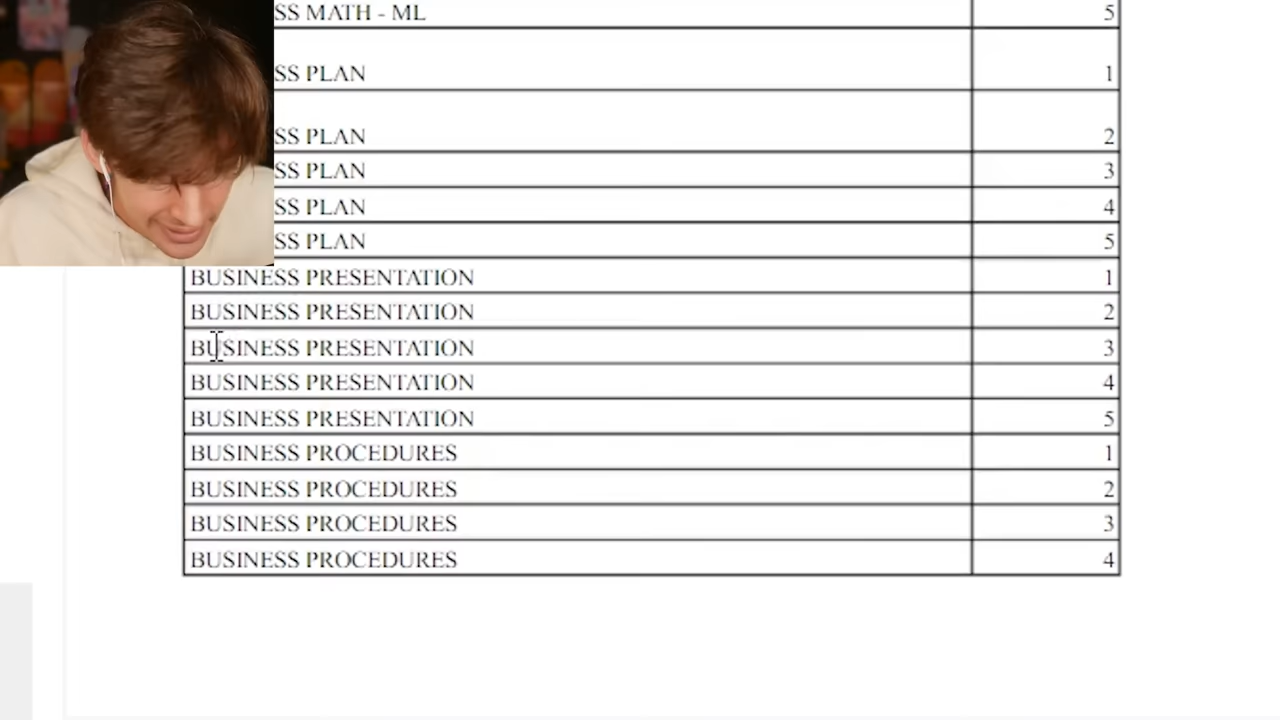 SS MATH - ML 5
SS PLAN 1
SS PLAN 2
SS PLAN 3
SS PLAN 4
SS PLAN 5
BUSINESS PRESENTATION 1
BUSINESS PRESENTATION 2
BUSINESS PRESENTATION 3
BUSINESS PRESENTATION 4
BUSINESS PRESENTATION 5
BUSINESS PROCEDURES 1
BUSINESS PROCEDURES 2
BUSINESS PROCEDURES 3
BUSINESS PROCEDURES 4